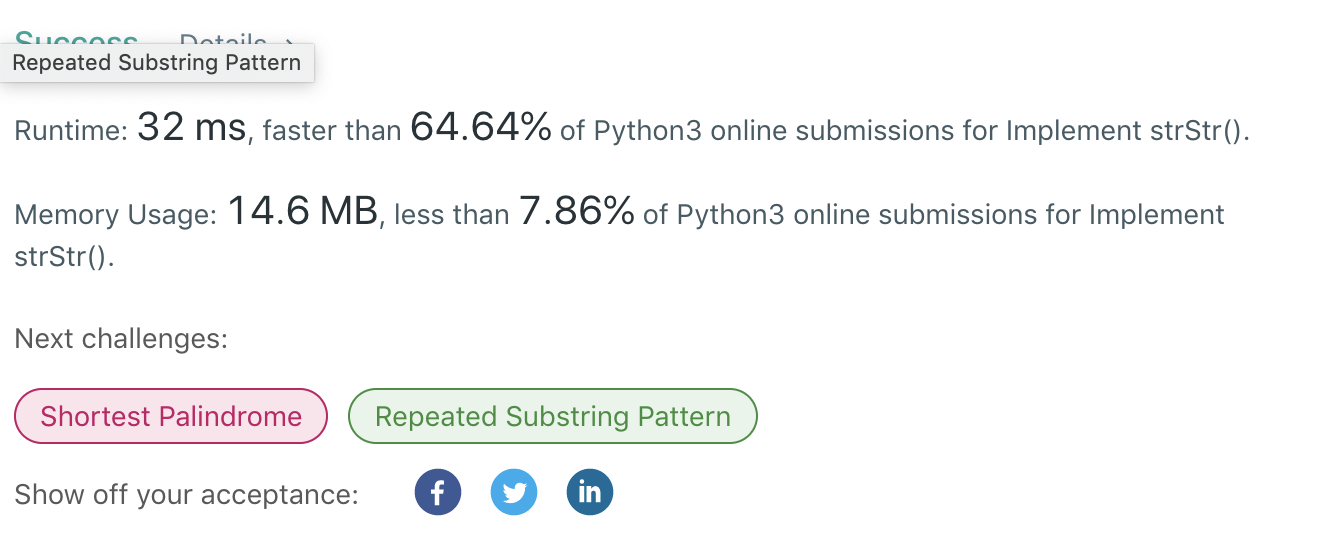 Success Details >
Repeated Substring Pattern
Runtime: 32 ms, faster than 64.64% of Python3 online submissions for Implement strStr().
Memory Usage: 14.6 MB, less than 7.86% of Python3 online submissions for Implement
strStr().
Next challenges:
Shortest Palindrome Repeated Substring Pattern
Show off your acceptance: f in